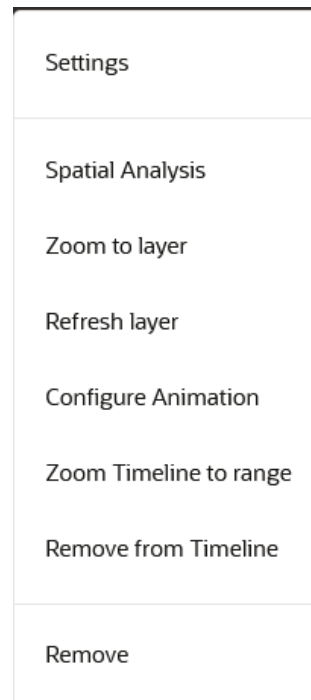 Settings
Spatial Analysis
Zoom to layer
Refresh layer
Configure Animation
Zoom Timeline to range
Remove from Timeline
Remove